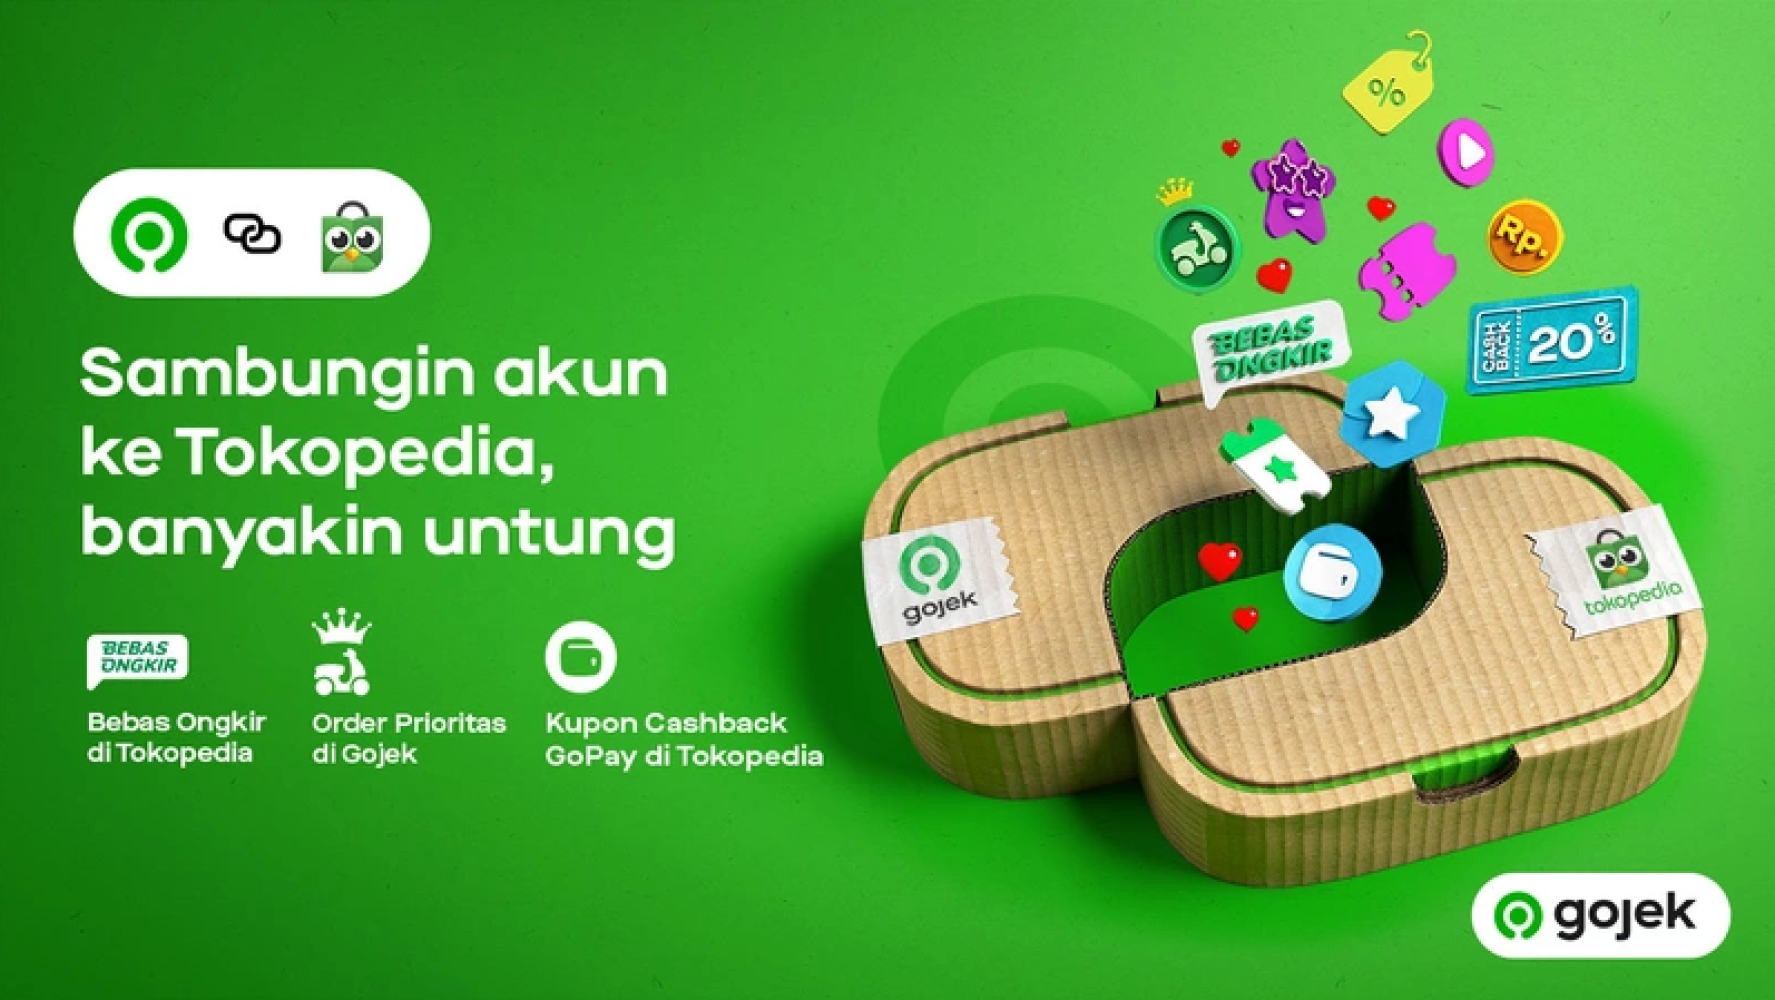 Sambungin akun
ke Tokopedia,
banyakin untung
BEBAS
ONGKIR
Bebas Ongkir
di Tokopedia
Order Prioritas
di Gojek
Kupon Cashback
GoPay di Tokopedia
%
Rp.
BEBAS
ONGKIR
CASH
BACK
20%
gojek
tokopedia
gojek